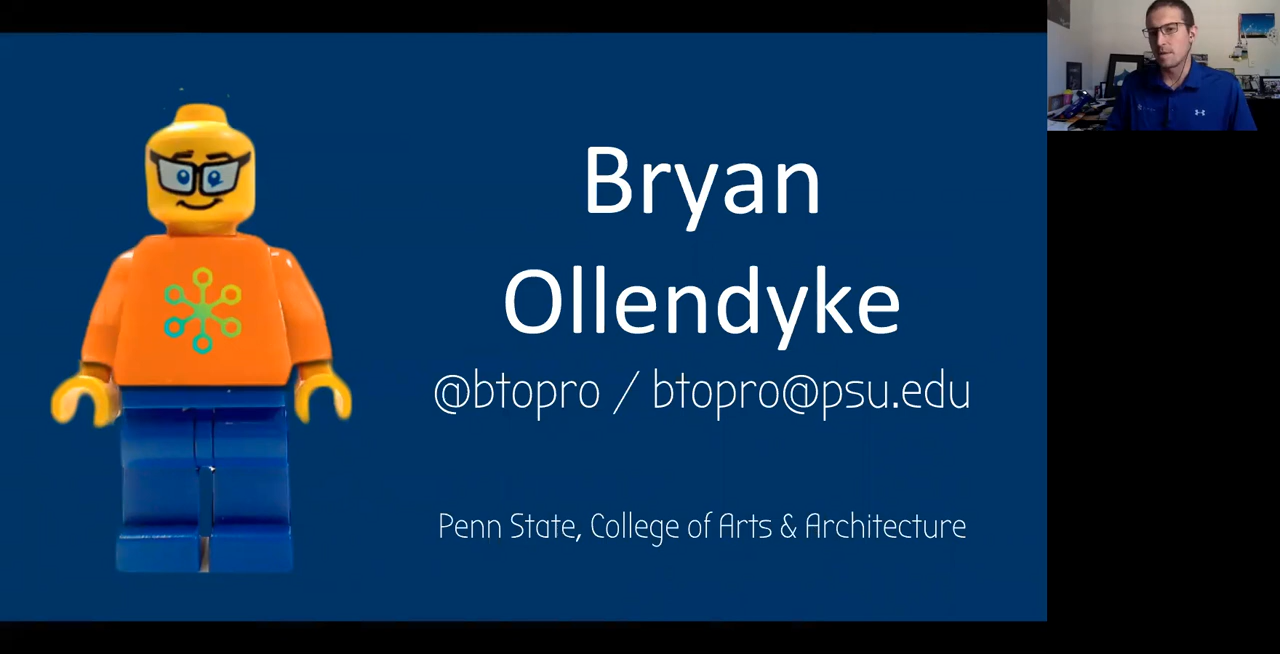 Bryan
Ollendyke
@btopro / btopro@psu.edu
Penn State, College of Arts & Architecture